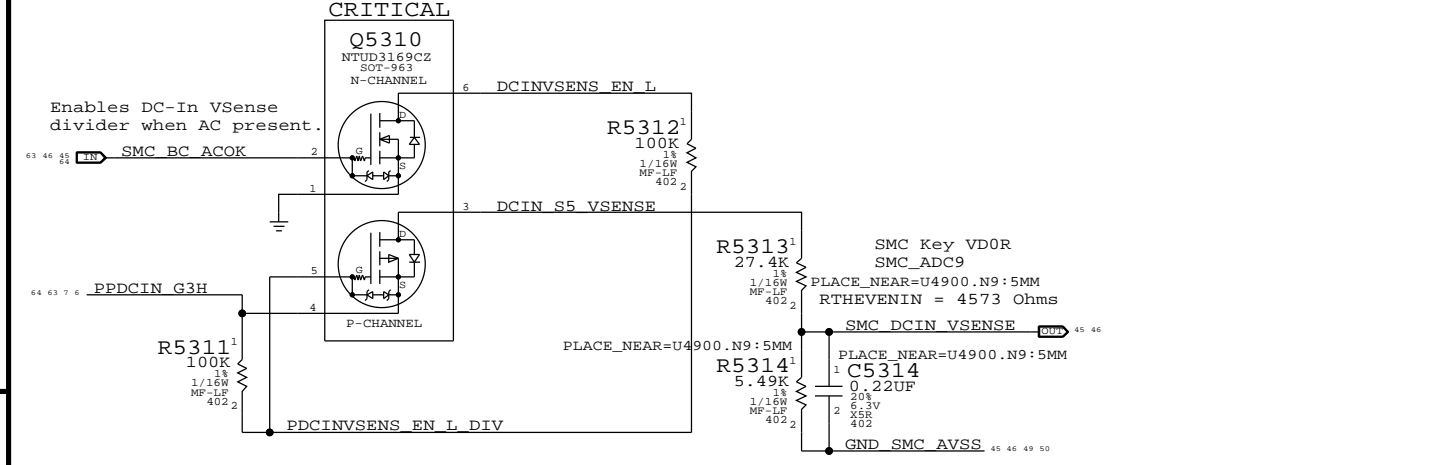 CRITICAL
Q5310
NTUD3169CZ
SOT-963
N-CHANNEL
6
DCINVSENS_EN_L
Enables DC-In VSense
divider when AC present.
D
R5312
1
100K
1%
1/16W
MF-LF
402
2
63 46 45
64
IN
SMC_BC_ACOK
2
G
S
1
3
DCIN_S5_VSENSE
D
R5313
1
27.4K
1%
1/16W
MF-LF
402
2
SMC Key VD0R
SMC_ADC9
PLACE_NEAR=U4900.N9:5MM
RTHEVENIN = 4573 Ohms
5
G
S
64 63 7 6
PPDCIN_G3H
4
P-CHANNEL
SMC_DCIN_VSENSE
OUT
45 46
R5311
1
100K
1%
1/16W
MF-LF
402
2
PLACE_NEAR=U4900.N9:5MM
R5314
1
5.49K
1%
1/16W
MF-LF
402
2
PLACE_NEAR=U4900.N9:5MM
1
C5314
0.22UF
20%
6.3V
X5R
402
2
PDCINVSENS_EN_L_DIV
GND_SMC_AVSS
45 46 49 50